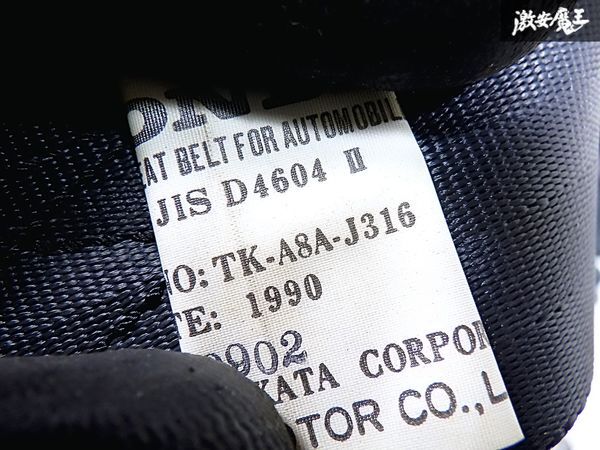 激安魔王
EAT BELT FOR AUTOMOBIL
JIS D4604 II
NO: TK-A8A-J316
TE: 1990
0902
KATA CORPOR
TOR CO., L